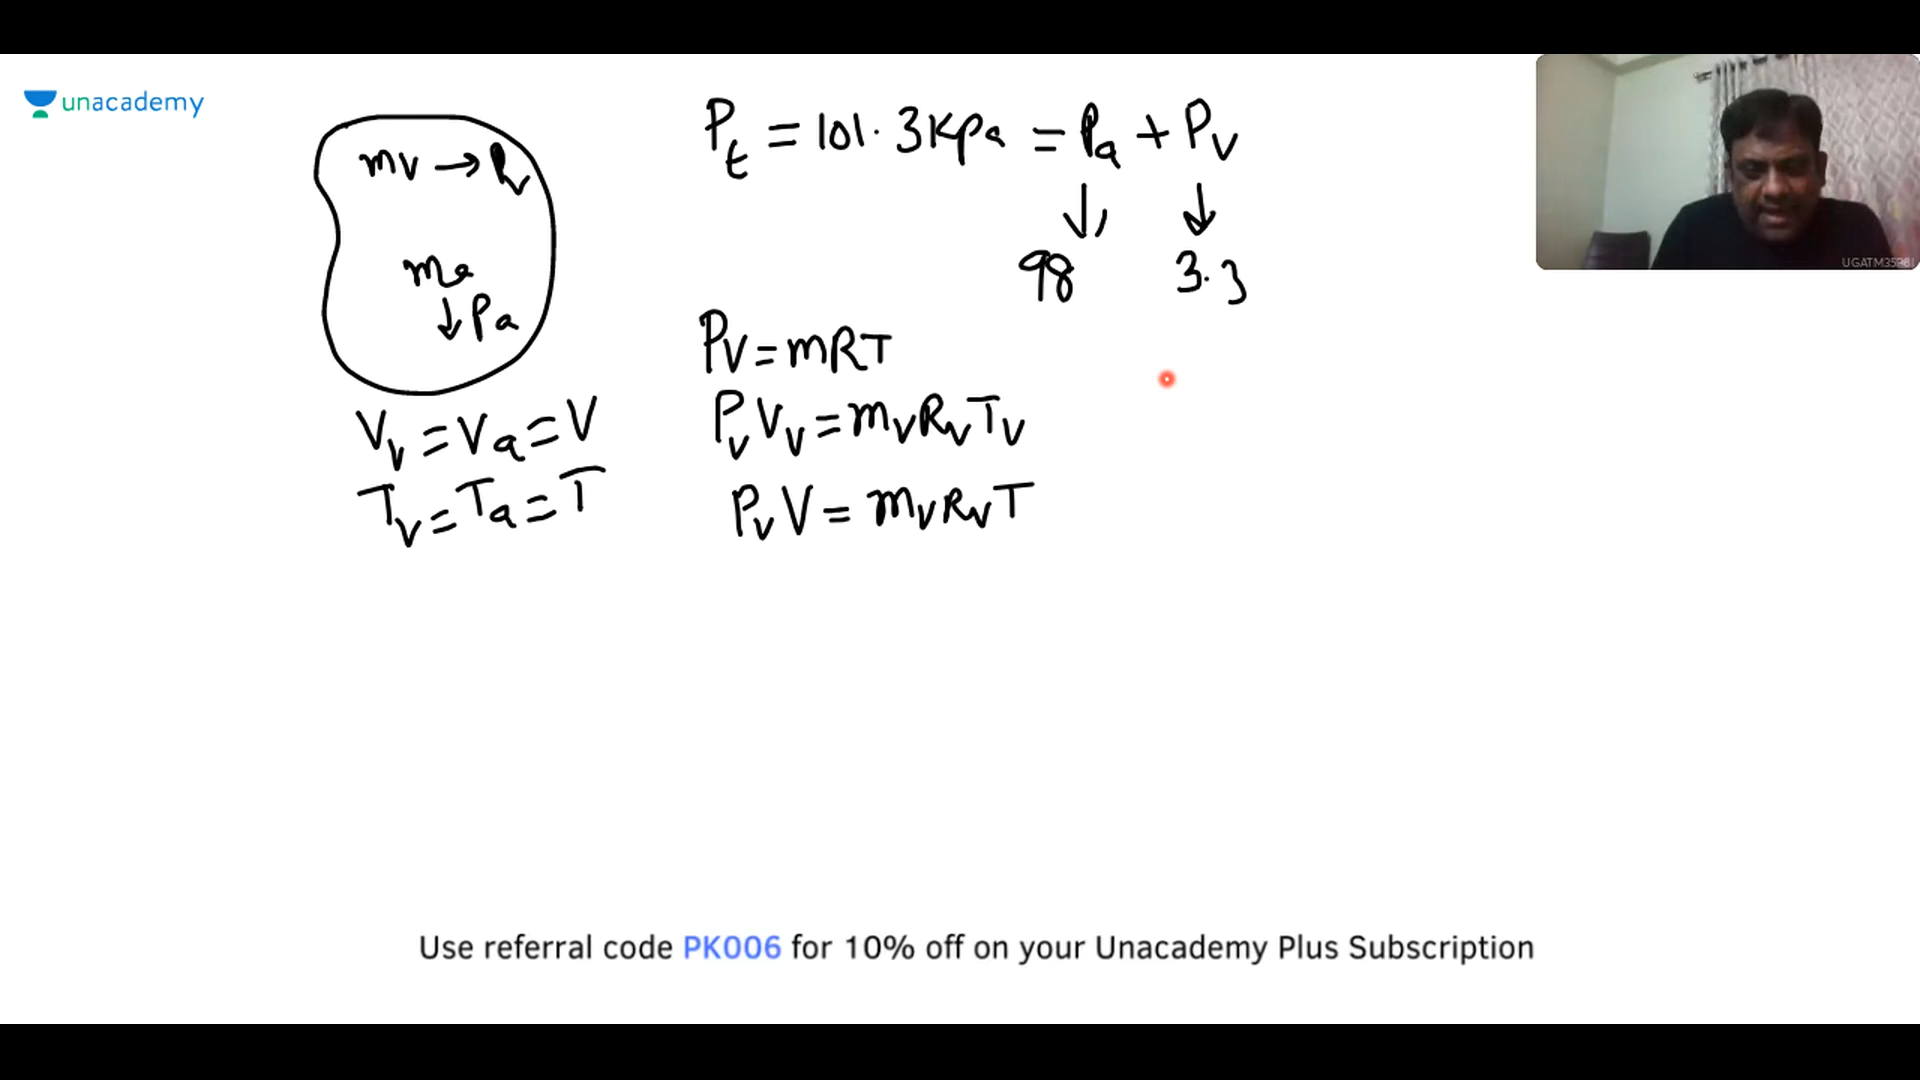 unacademy
mv → Pv
ma
↓ Pa
Vv = Va = V
Tv = Ta = T
Pt = 101.3 Kpa = Pa + Pv
↓, ↓
98 3.3
PV = mRT
PvVv = mvRvTv
PvV = mvRvT
Use referral code PK006 for 10% off on your Unacademy Plus Subscription